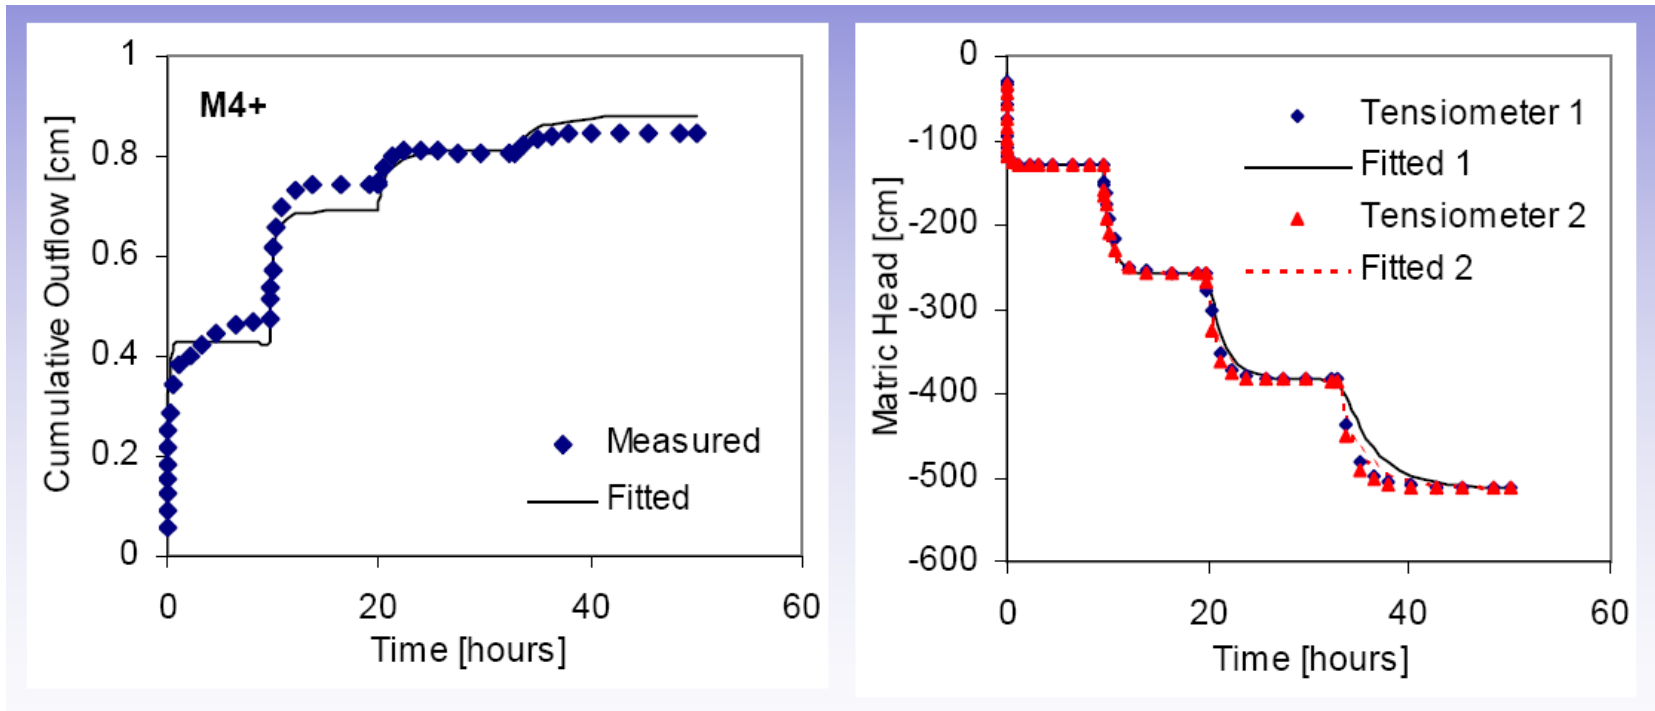 M4+
1
0.8
0.6
0.4
0.2
0
Cumulative Outflow [cm]
Measured
Fitted
0 20 40 60
Time [hours]
0
-100
-200
-300
-400
-500
-600
Matric Head [cm]
Tensiometer 1
Fitted 1
Tensiometer 2
Fitted 2
0 20 40 60
Time [hours]